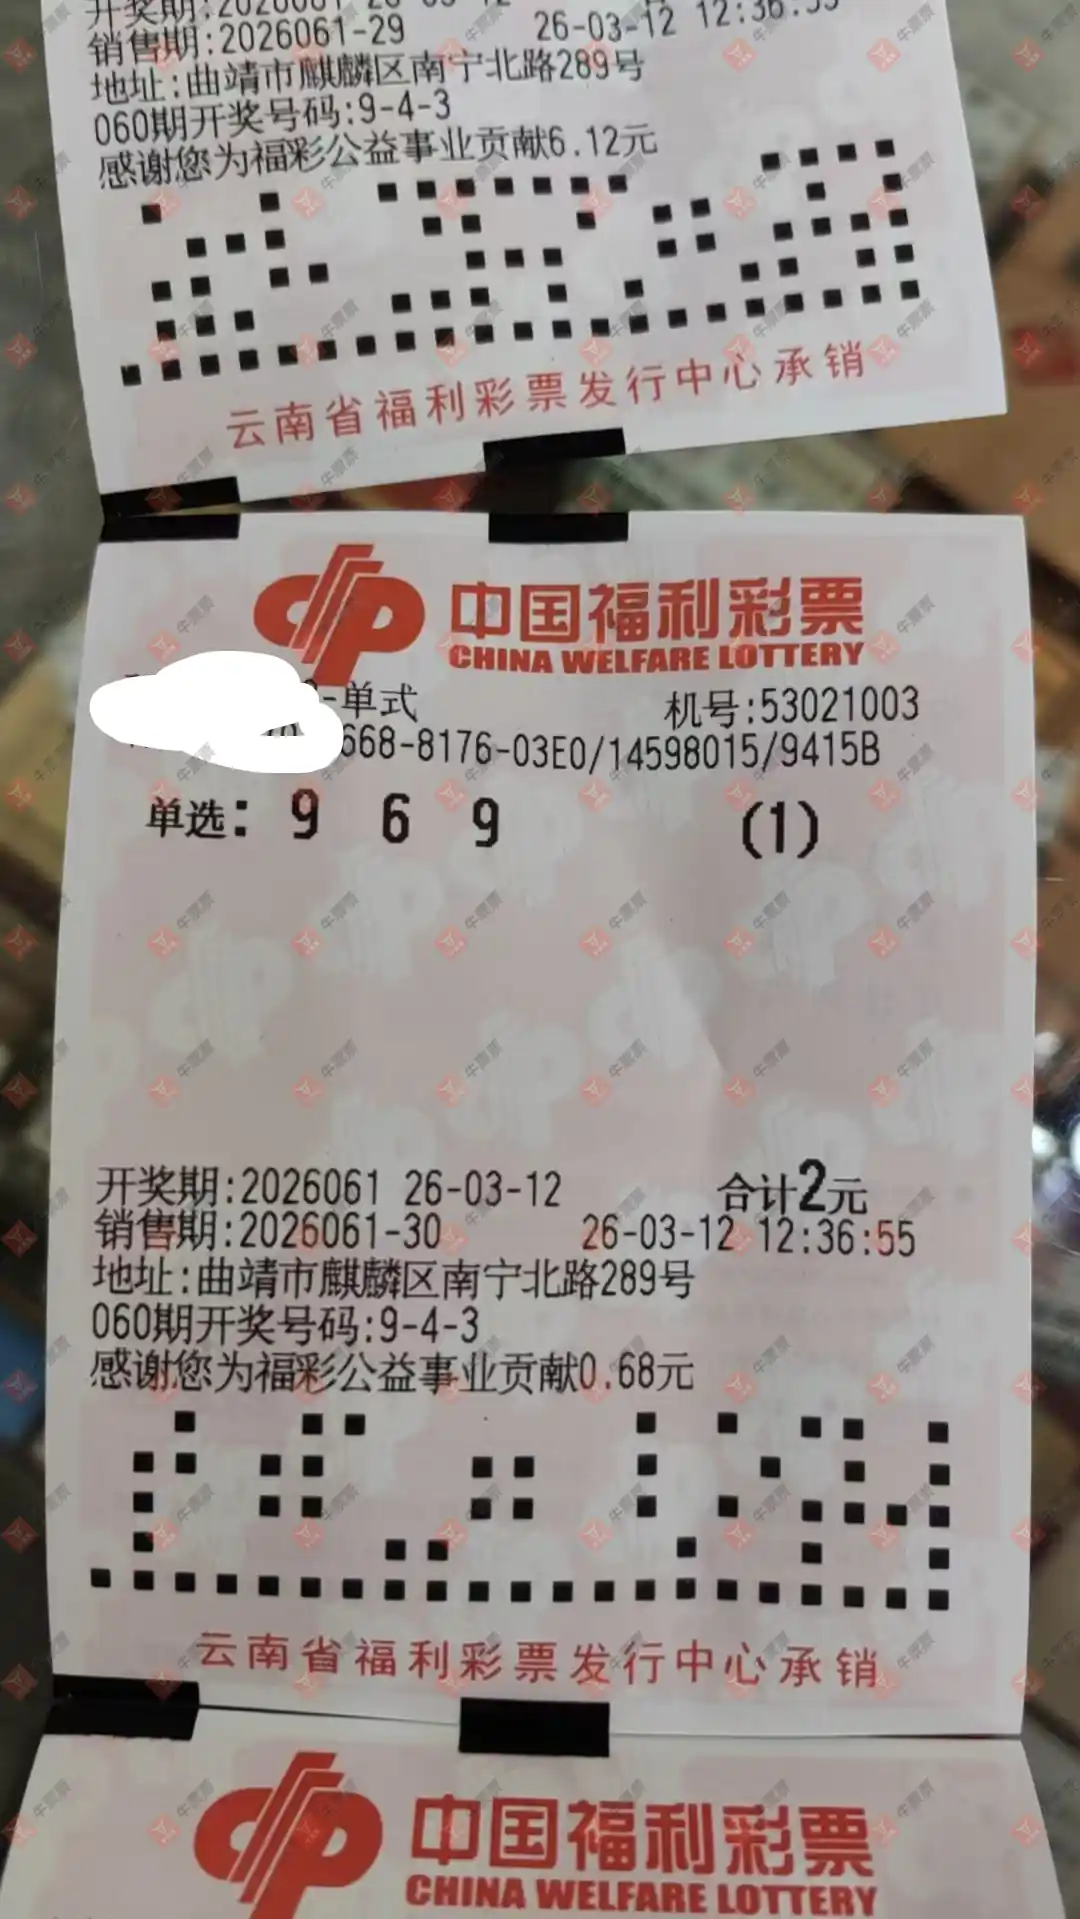 销售期:2026061-29 26-03-12 12:36:55
地址:曲靖市麒麟区南宁北路289号
060期开奖号码:9-4-3
感谢您为福彩公益事业贡献6.12元
云南省福利彩票发行中心承销
中国福利彩票
CHINA WELFARE LOTTERY
-单式 机号:53021003
668-8176-03E0/14598015/9415B
单选: 9 6 9 (1)
开奖期:2026061 26-03-12 合计2元
销售期:2026061-30 26-03-12 12:36:55
地址:曲靖市麒麟区南宁北路289号
060期开奖号码:9-4-3
感谢您为福彩公益事业贡献0.68元
云南省福利彩票发行中心承销
中国福利彩票
CHINA WELFARE LOTTERY